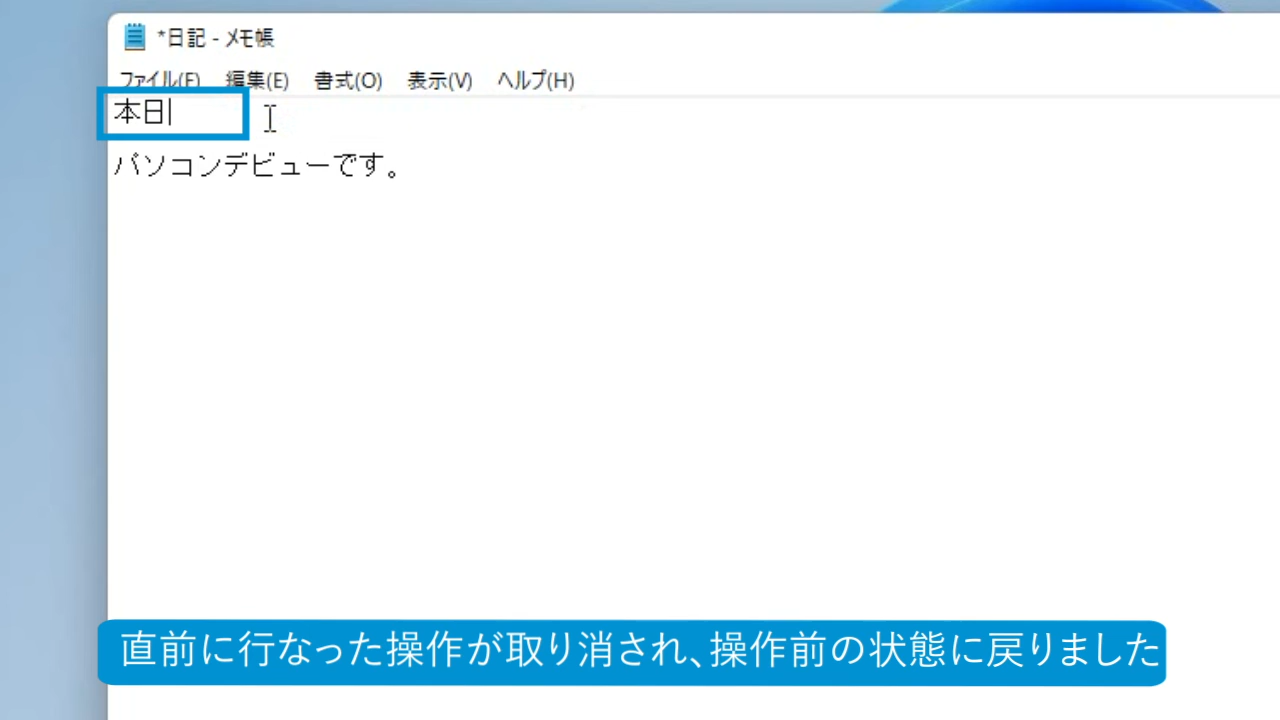 *日記 - メモ帳
ファイル(F) 編集(E) 書式(O) 表示(V) ヘルプ(H)
本日
パソコンデビューです。
直前に行なった操作が取り消され、操作前の状態に戻りました